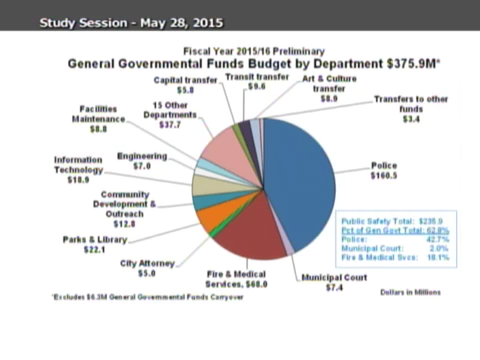 Study Session - May 28, 2015
Fiscal Year 2015/16 Preliminary
General Governmental Funds Budget by Department $375.9M*
Capital transfer
$5.8
Transit transfer
$9.6
Art & Culture
transfer
$8.9
Transfers to other
funds
$3.4
15 Other
Departments
$37.7
Facilities
Maintenance
$8.8
Engineering
$7.0
Information
Technology
$18.9
Police
$160.5
Community
Development &
Outreach
$12.8
Parks & Library
$22.1
City Attorney
$5.0
Fire & Medical
Services, $68.0
Municipal Court
$7.4
Public Safety Total: $235.9
Pct of Gen Govt Total: 62.8%
Police: 42.7%
Municipal Court: 2.0%
Fire & Medical Svcs: 18.1%
*Excludes $6.3M General Governmental Funds Carryover
Dollars in Millions